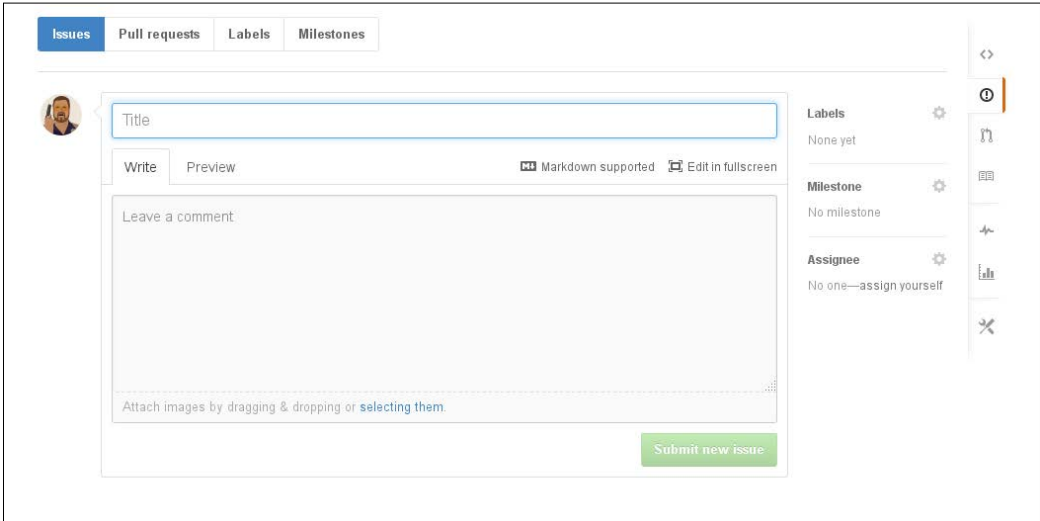 Issues Pull requests Labels Milestones
Title
Labels
None yet
Write Preview Markdown supported Edit in fullscreen
Milestone
No milestone
Leave a comment
Assignee
No one—assign yourself
Attach images by dragging & dropping or selecting them.
Submit new issue